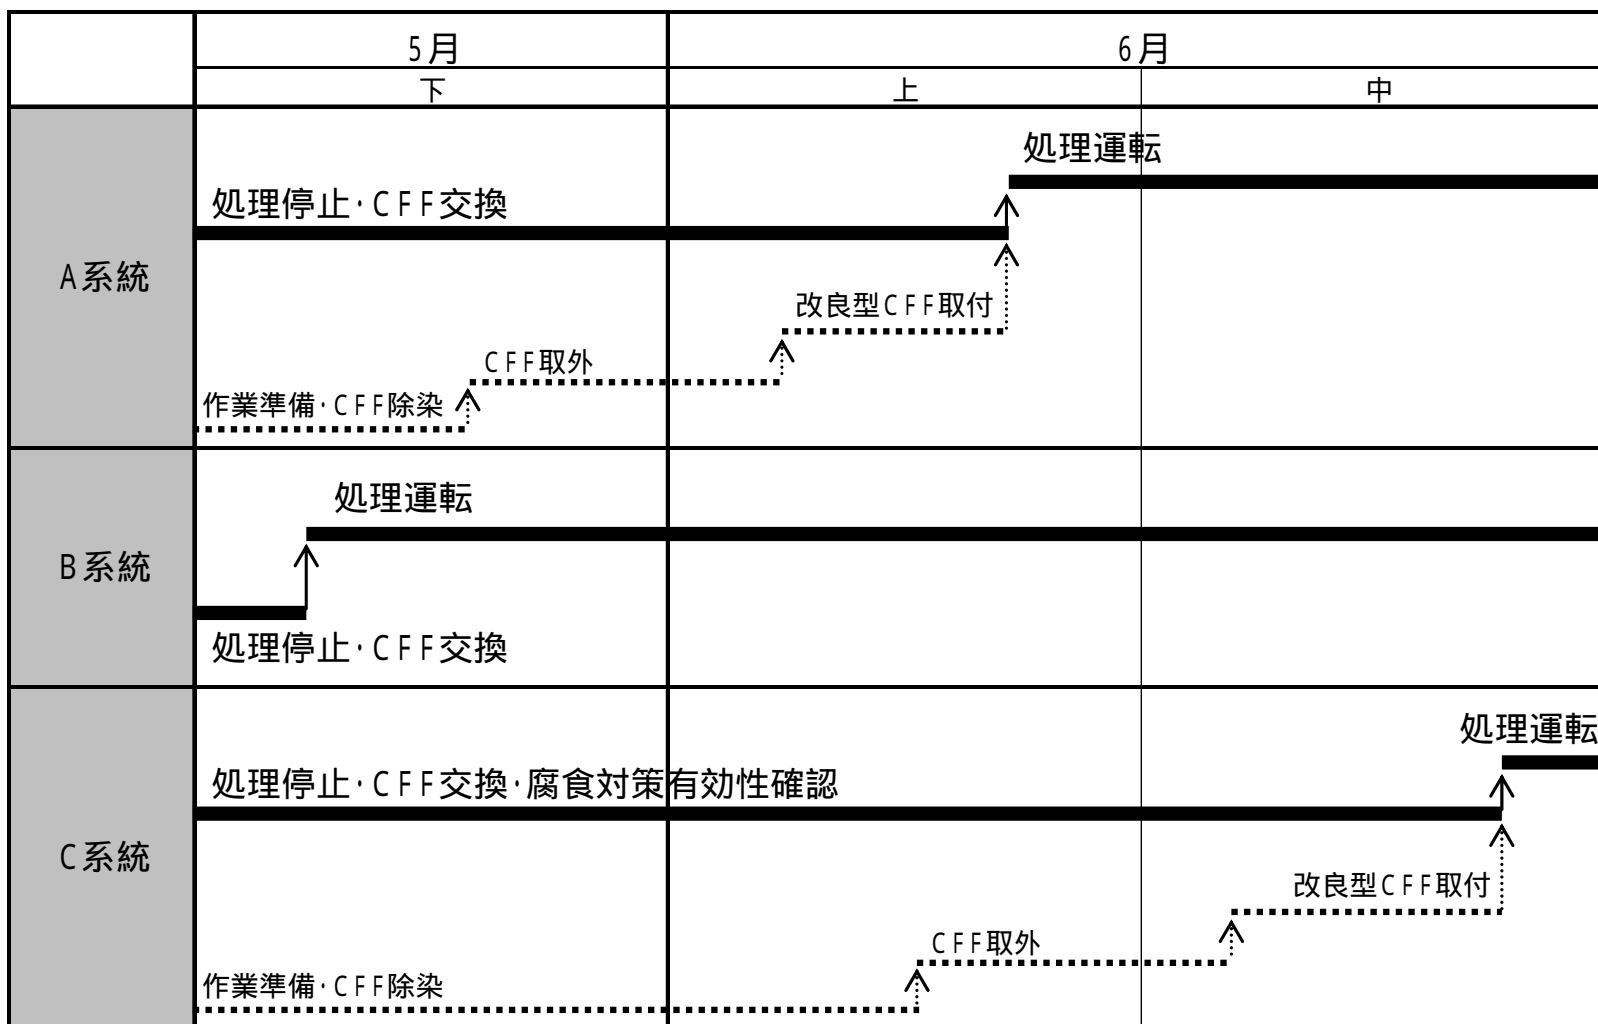 5月
6月
下
上
中
処理運転
処理停止・CFF交換
A系統
改良型CFF取付
CFF取外
作業準備・CFF除染
処理運転
B系統
処理停止・CFF交換
処理運転
処理停止・CFF交換・腐食対策有効性確認
C系統
改良型CFF取付
CFF取外
作業準備・CFF除染